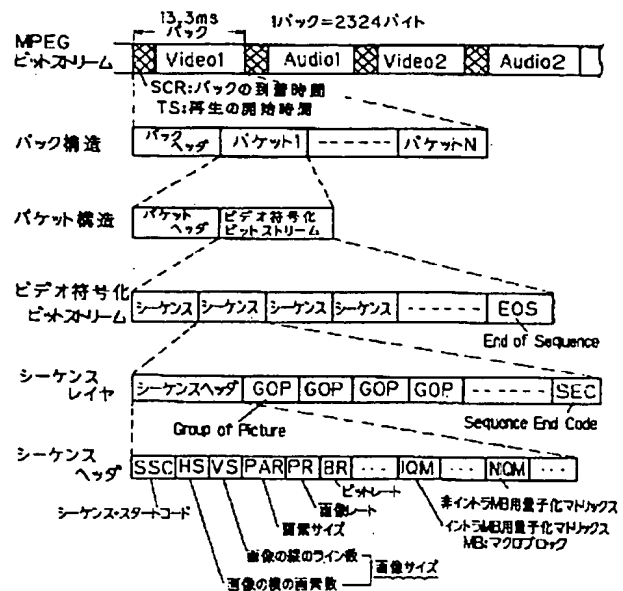 13.3ms
パック
1パック=2324バイト
MPEG
ビットストリーム
Video1 Audio1 Video2 Audio2
SCR:パックの到着時間
TS:再生の開始時間
パック構造
パックヘッダ パケット1 パケットN
パケット構造
パケットヘッダ
ビデオ符号化
ビットストリーム
ビデオ符号化
ビットストリーム
シーケンス シーケンス シーケンス シーケンス EOS
End of Sequence
シーケンス
レイヤ
シーケンスヘッダ GOP GOP GOP GOP SEC
Group of Picture
Sequence End Code
シーケンス
ヘッダ
SSC HS VS PAR PR BR ... IQM ... NIQM ...
シーケンス・スタートコード
ビットレート
画像レート
画素サイズ
画像の縦のライン数
画像の横の画素数
画像サイズ
非イントラMB用量子化マトリックス
イントラMB用量子化マトリックス
MB:マクロブロック